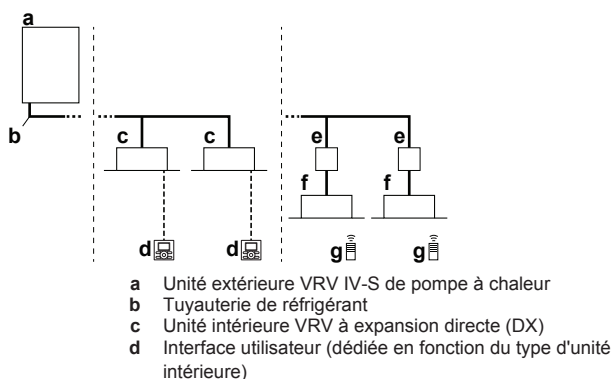 a
b
c c e e
f f
d d g g
a Unité extérieure VRV IV-S de pompe à chaleur
b Tuyauterie de réfrigérant
c Unité intérieure VRV à expansion directe (DX)
d Interface utilisateur (dédiée en fonction du type d'unité
intérieure)